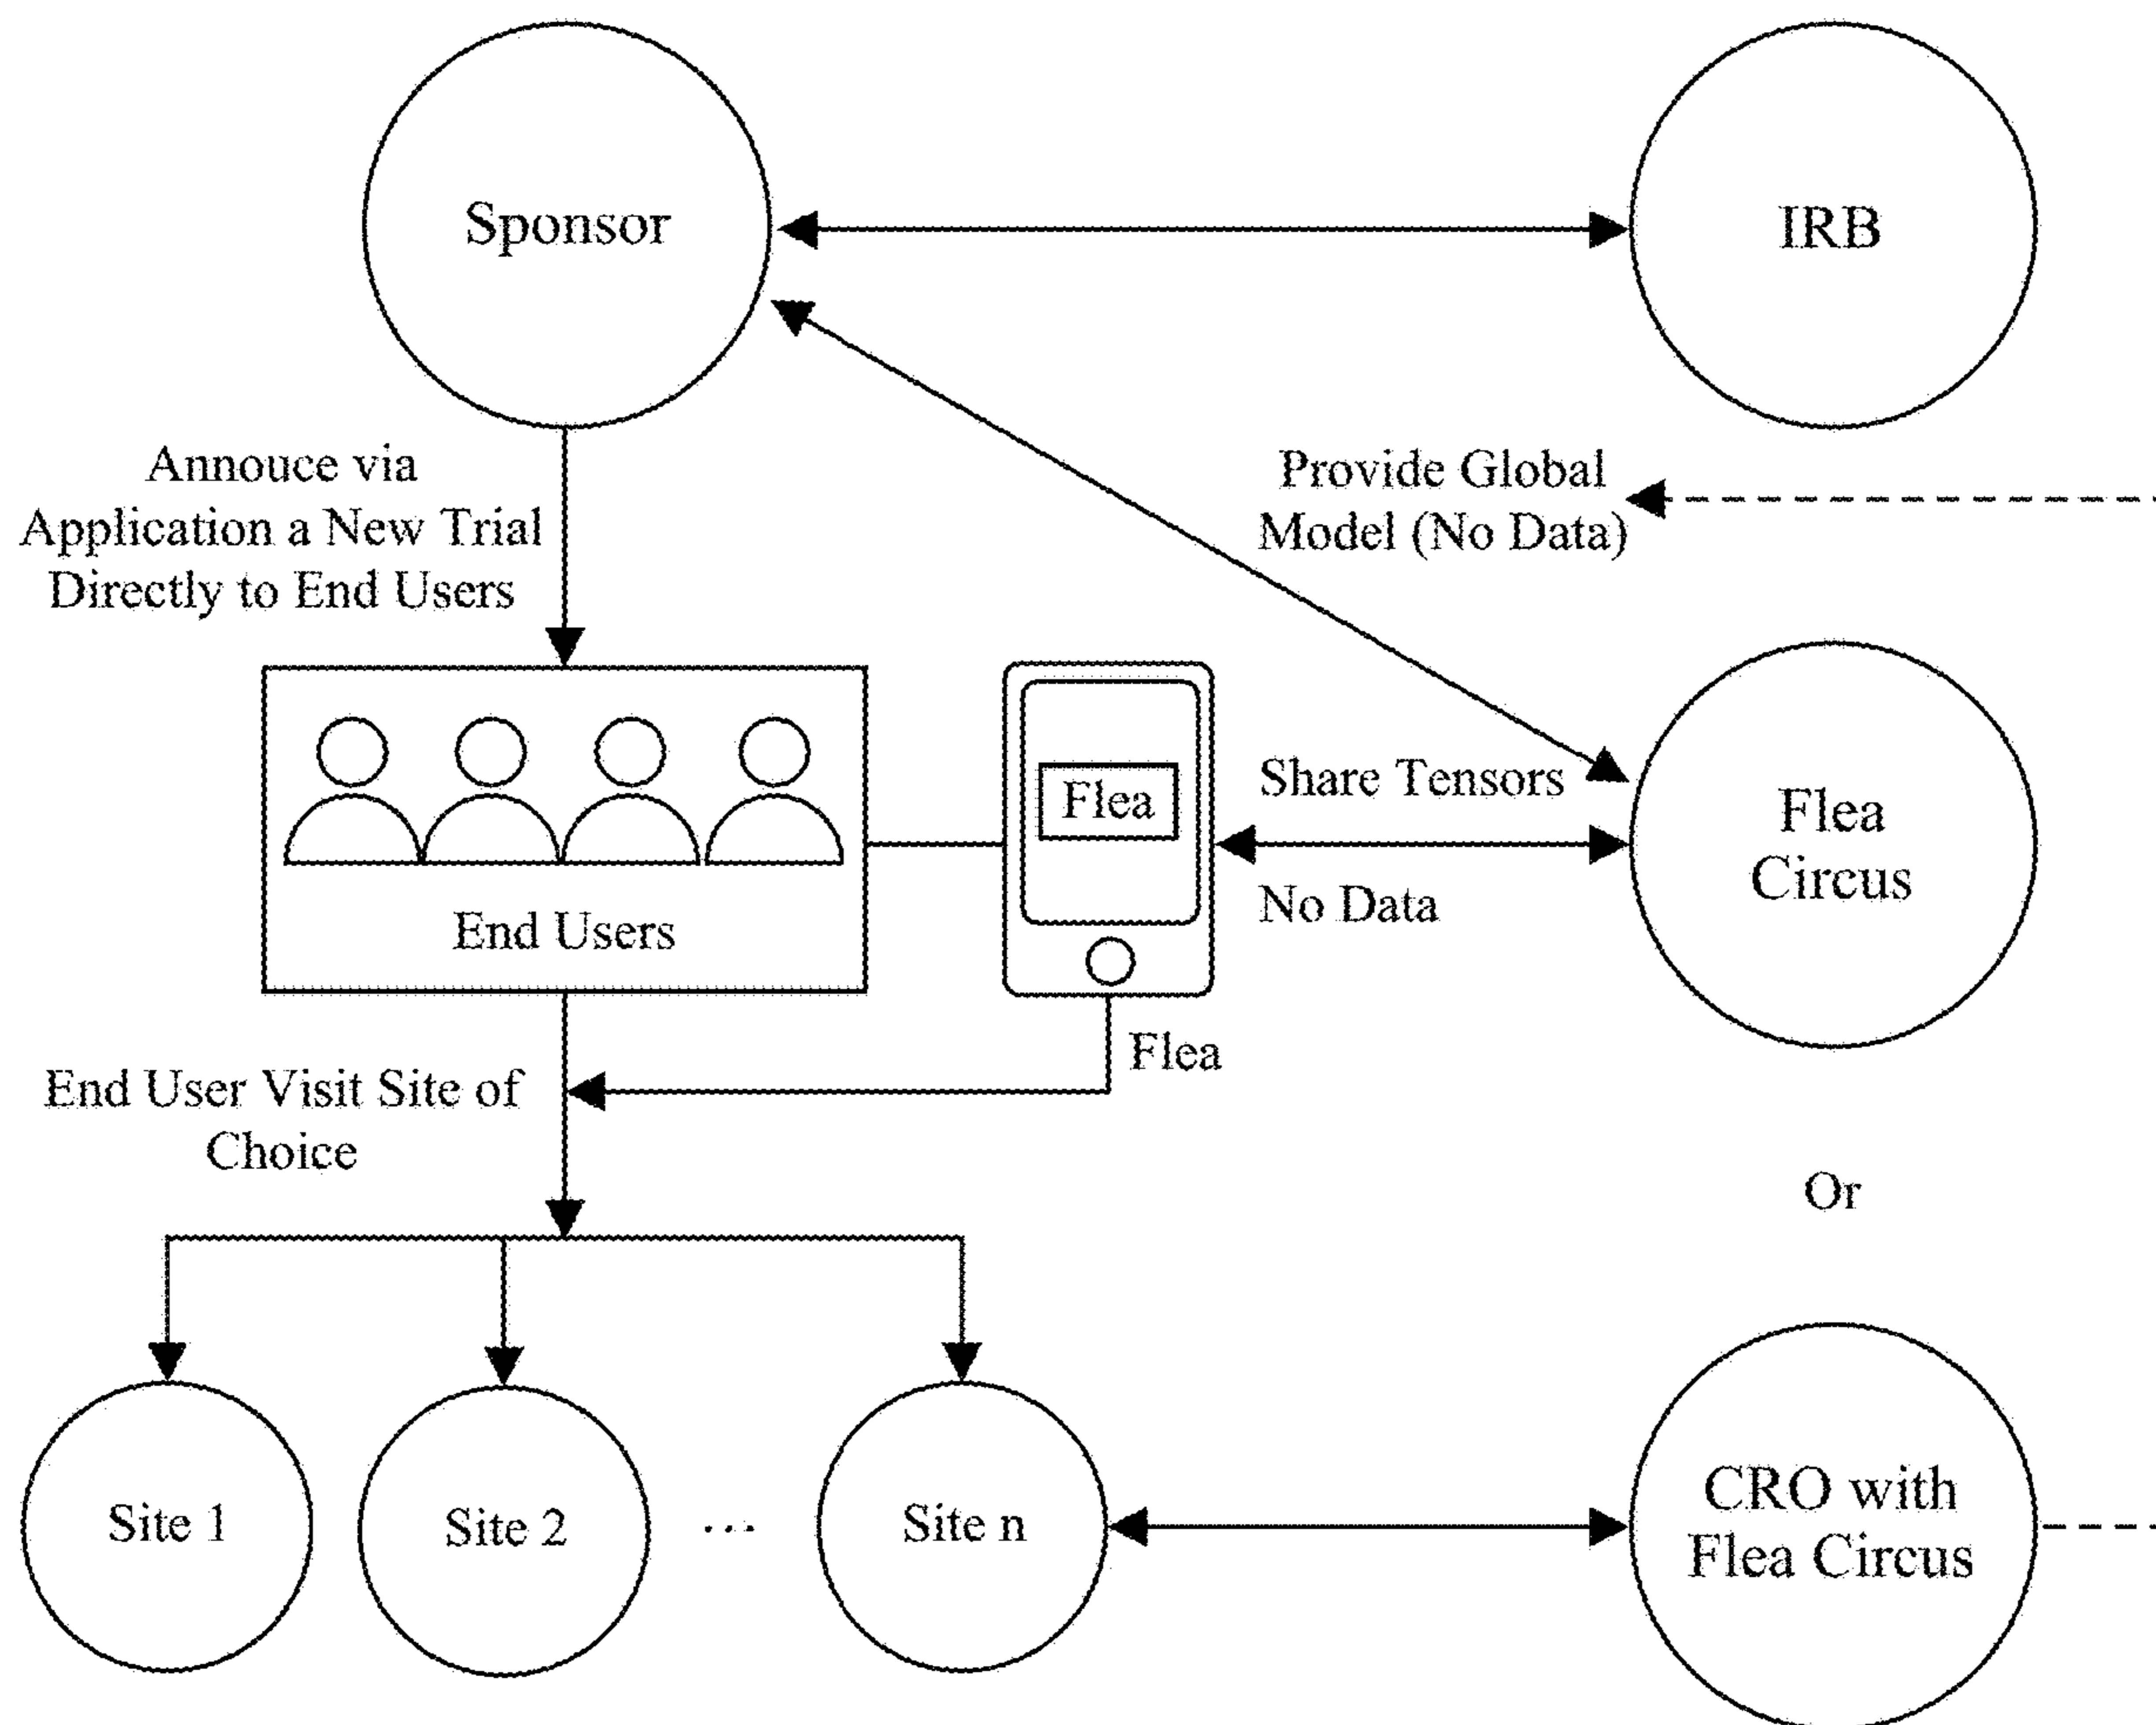 Sponsor
IRB
Annouce via
Application a New Trial
Directly to End Users
Provide Global
Model (No Data)
Flea
Share Tensors
No Data
Flea
Circus
End Users
Flea
End User Visit Site of
Choice
Or
Site 1
Site 2
...
Site n
CRO with
Flea Circus